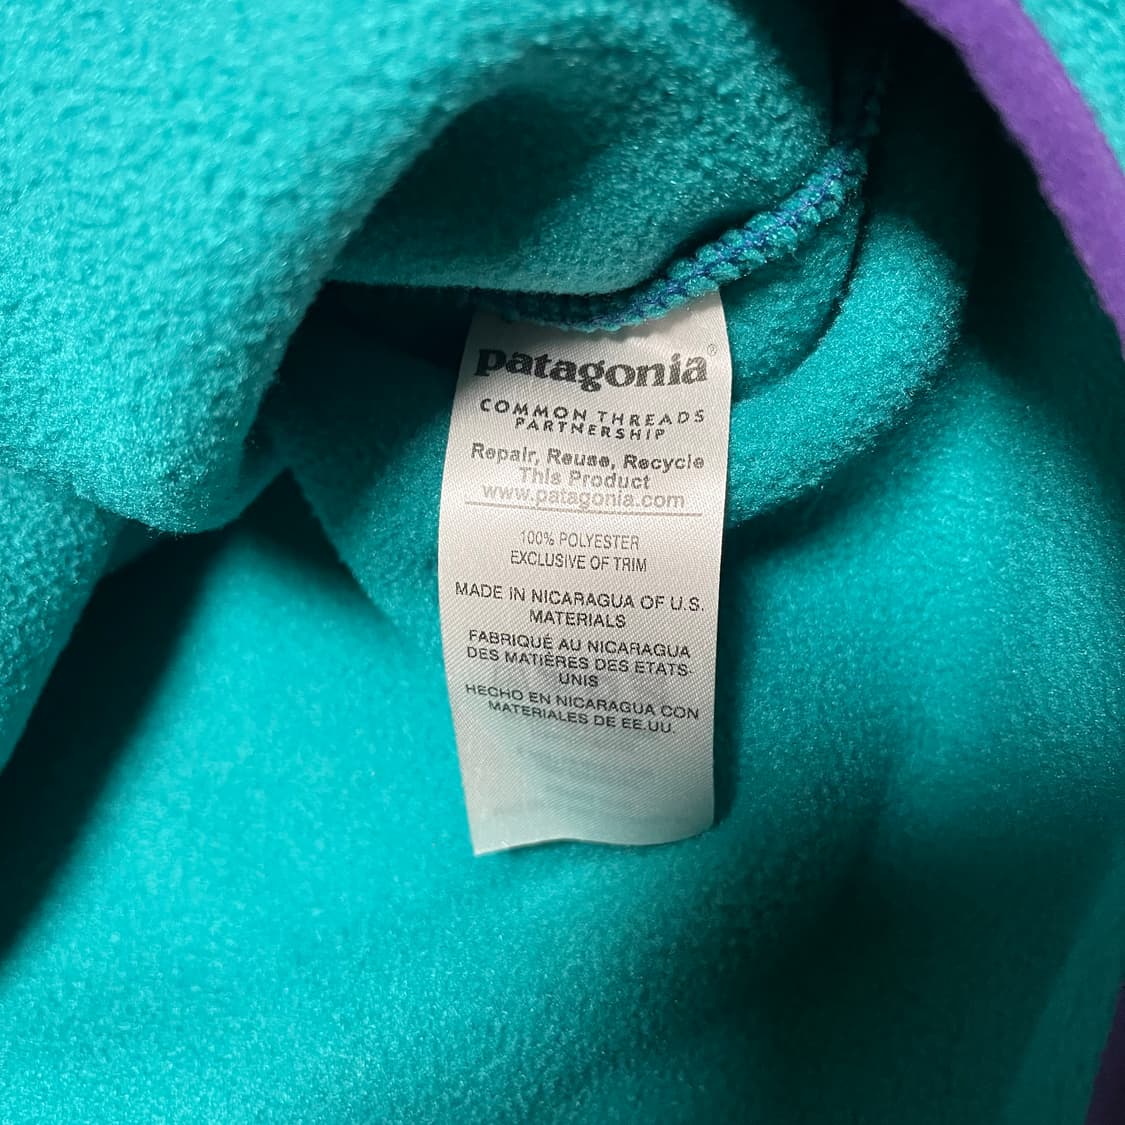 patagonia®
COMMON THREADS
PARTNERSHIP
Repair, Reuse, Recycle
This Product
www.patagonia.com
100% POLYESTER
EXCLUSIVE OF TRIM
MADE IN NICARAGUA OF U.S.
MATERIALS
FABRIQUÉ AU NICARAGUA
DES MATIÈRES DES ETATS-
UNIS
HECHO EN NICARAGUA CON
MATERIALES DE EE.UU.